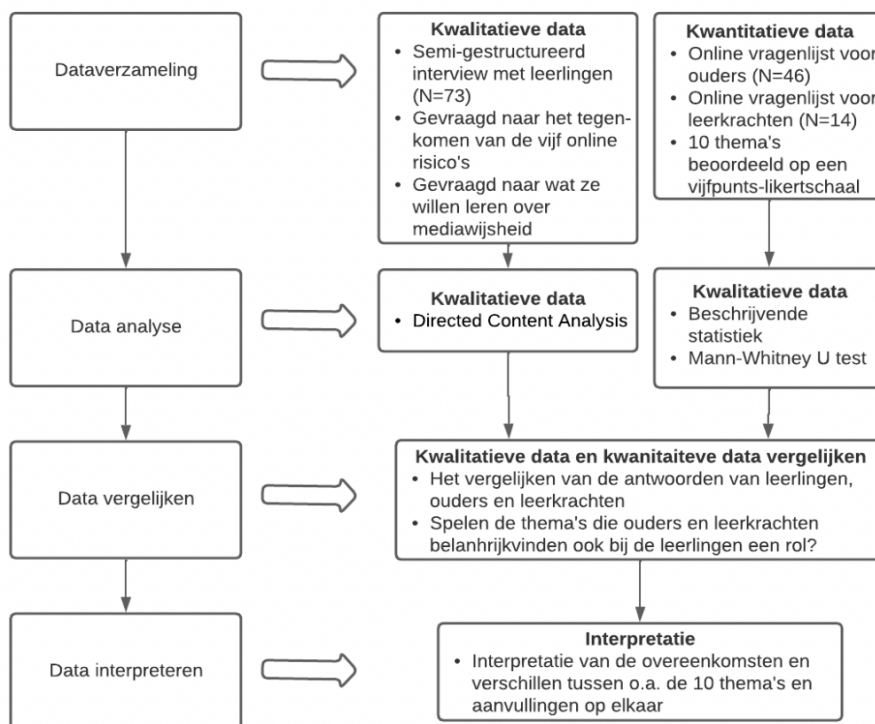 Dataverzameling
Kwalitatieve data
• Semi-gestructureerd
interview met leerlingen
(N=73)
• Gevraagd naar het tegen-
komen van de vijf online
risico's
• Gevraagd naar wat ze
willen leren over
mediawijsheid
Kwantitatieve data
• Online vragenlijst voor
ouders (N=46)
• Online vragenlijst voor
leerkrachten (N=14)
• 10 thema's
beoordeeld op een
vijfpunts-likertschaal
Data analyse
Kwalitatieve data
• Directed Content Analysis
Kwalitatieve data
• Beschrijvende
statistiek
• Mann-Whitney U test
Data vergelijken
Kwalitatieve data en kwanitaiteve data vergelijken
• Het vergelijken van de antwoorden van leerlingen,
ouders en leerkrachten
• Spelen de thema's die ouders en leerkrachten
belanhrijkvinden ook bij de leerlingen een rol?
Data interpreteren
Interpretatie
• Interpretatie van de overeenkomsten en
verschillen tussen o.a. de 10 thema's en
aanvullingen op elkaar